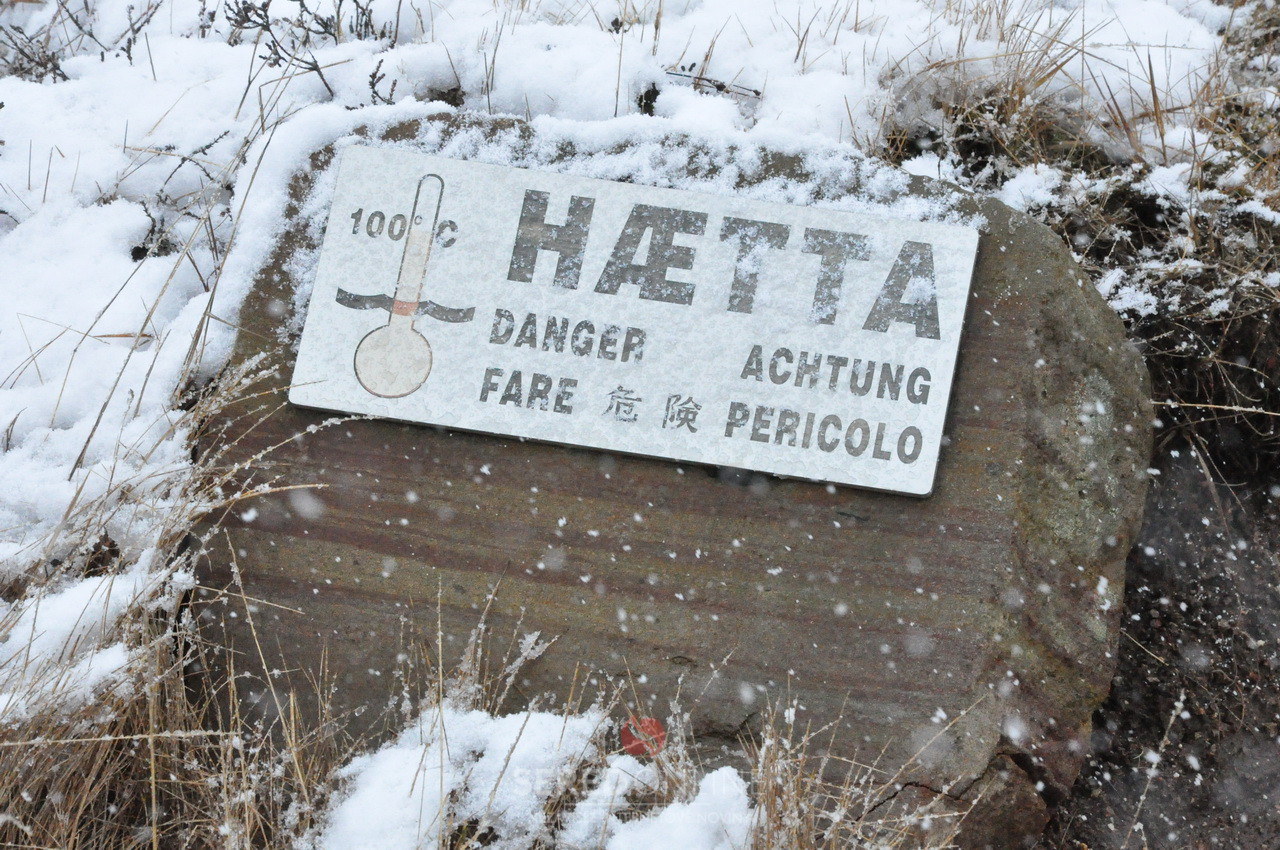 100°C
HÆTTA
DANGER ACHTUNG
FARE 危険 PERICOLO